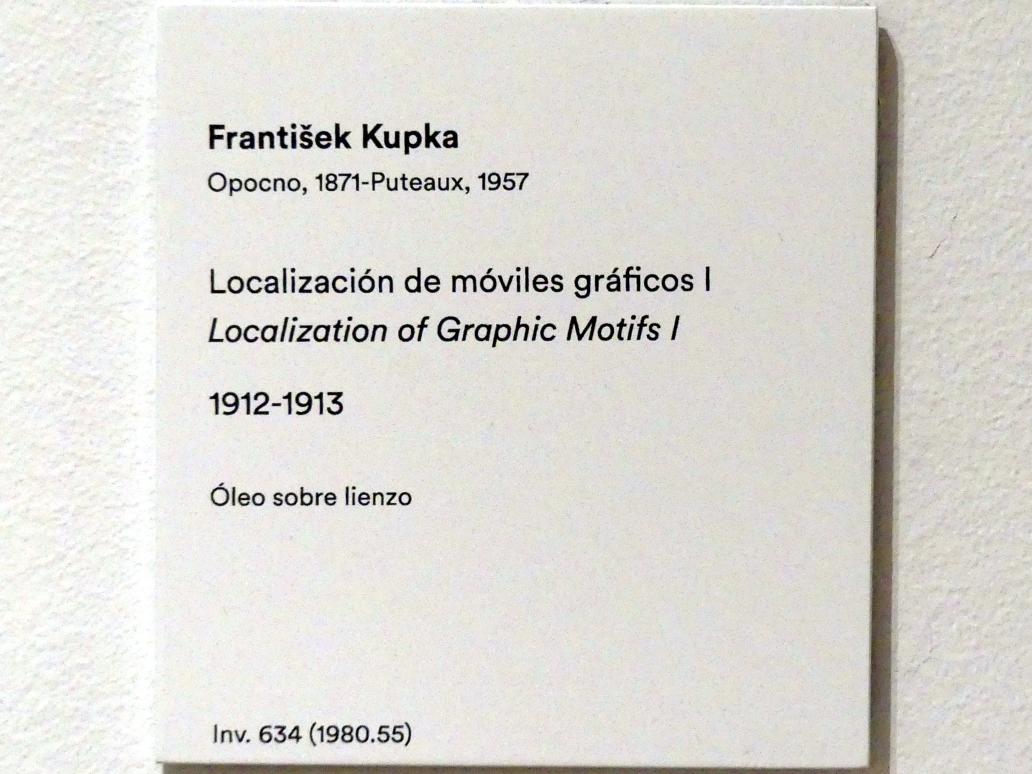 František Kupka
Opocno, 1871-Puteaux, 1957
Localización de móviles gráficos I
Localization of Graphic Motifs I
1912-1913
Óleo sobre lienzo
Inv. 634 (1980.55)